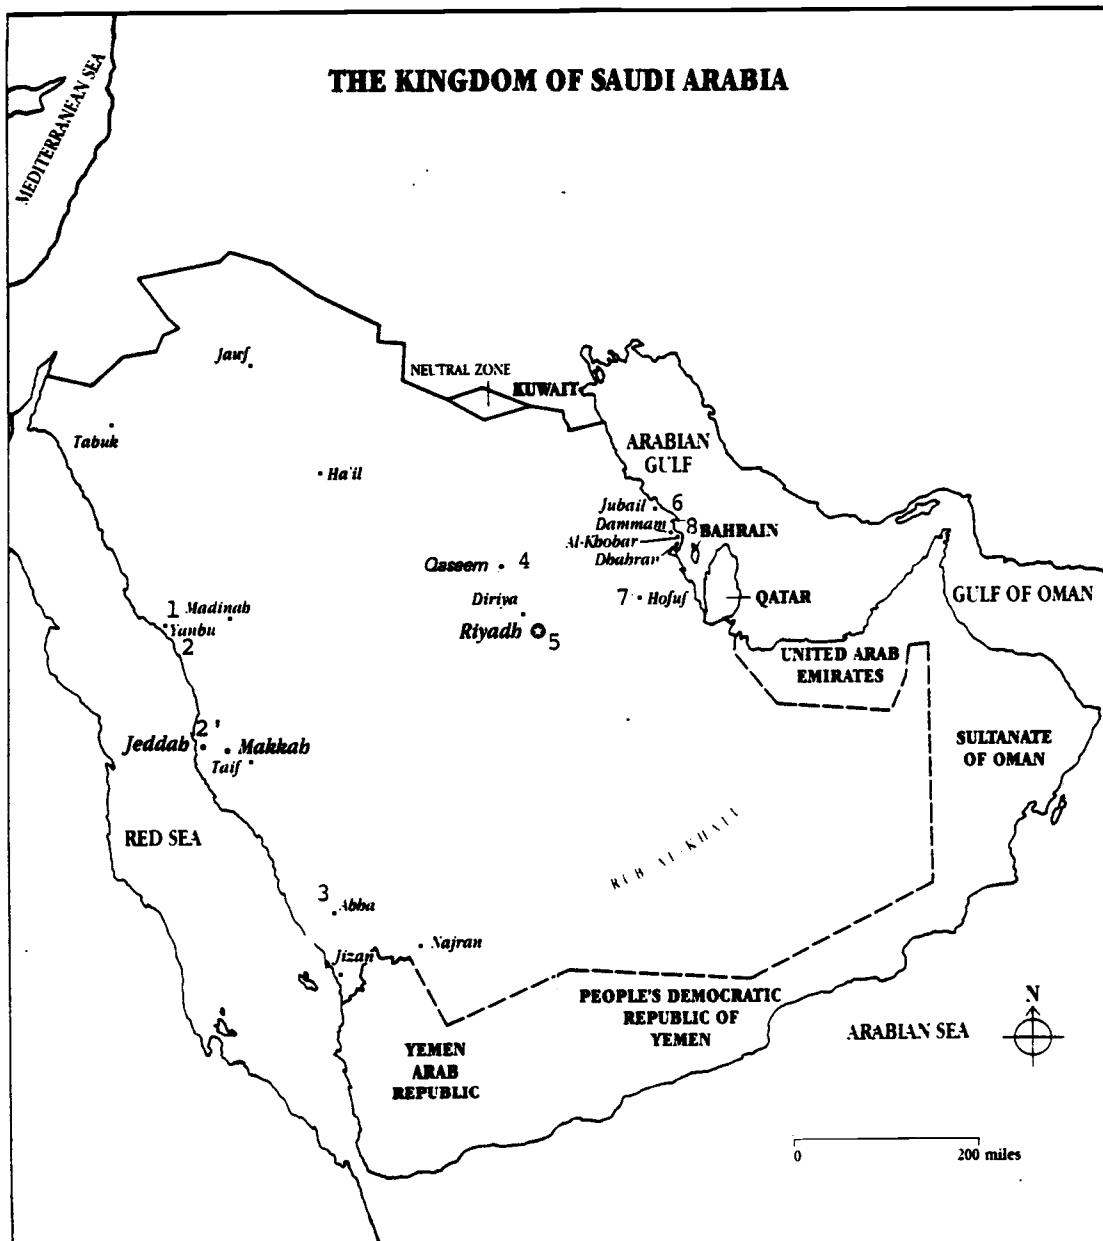 THE KINGDOM OF SAUDI ARABIA
MEDITERRANEAN SEA
Jauf
NEUTRAL ZONE
KUWAIT
Tabuk
ARABIAN
GULF
Ha'il
Jubail 6
Dammam 8 BAHRAIN
Al-Khobar
Dhahran
Qaseem 4
Diriya
7 Hofuf
QATAR
GULF OF OMAN
1 Madinah
Yanbu
2
Riyadh 5
UNITED ARAB
EMIRATES
2'
Jeddah Makkah
Taif
SULTANATE
OF OMAN
RED SEA
RUB AL-KHALI
3
Abha
Najran
Jizan
PEOPLE'S DEMOCRATIC
REPUBLIC OF
YEMEN
N
ARABIAN SEA
YEMEN
ARAB
REPUBLIC
0 200 miles